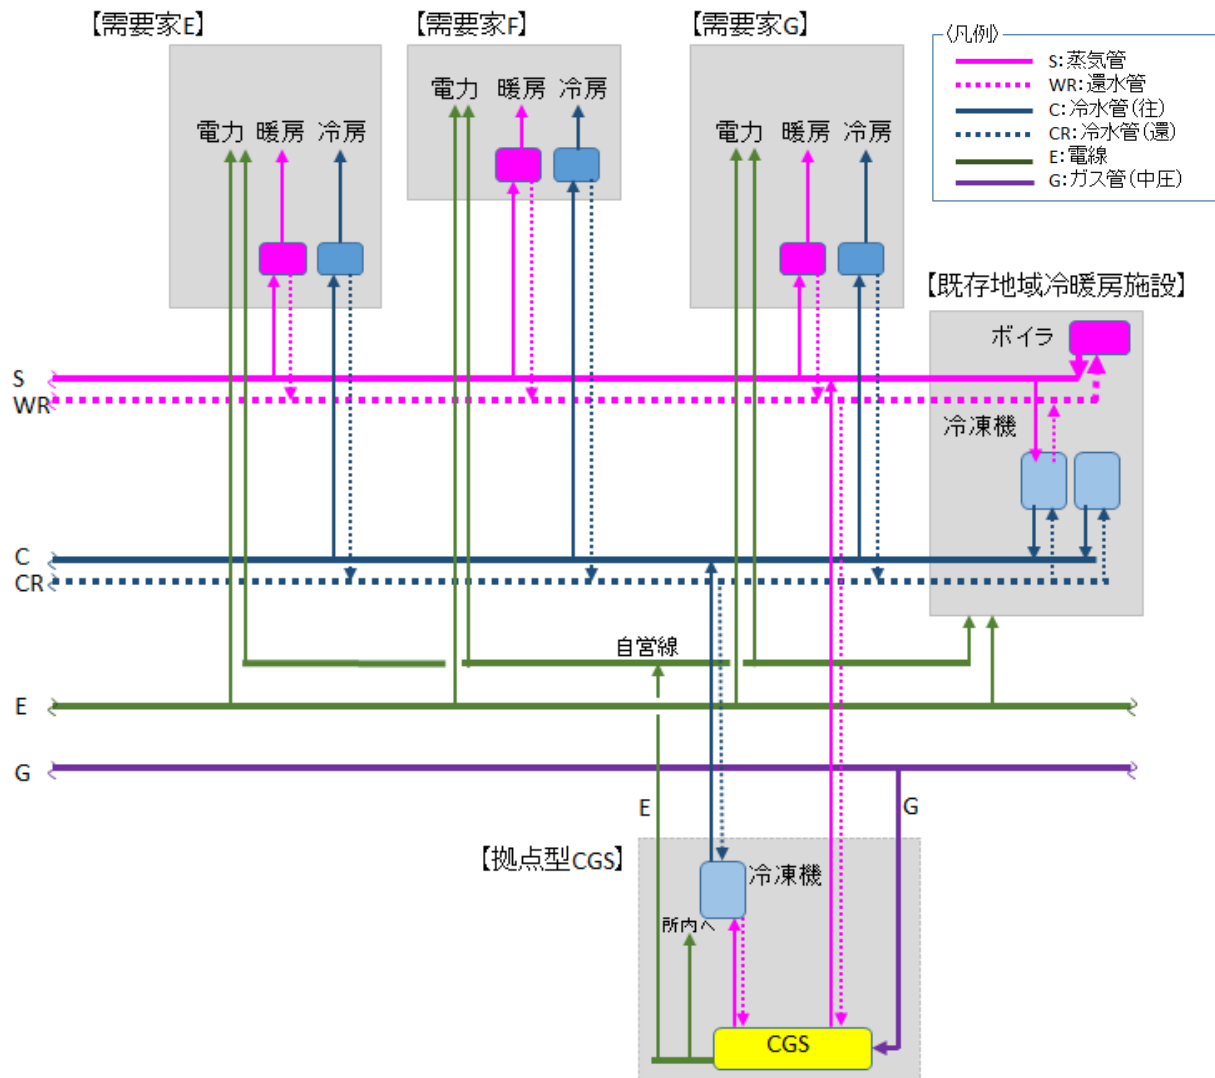 【需要家E】
【需要家F】
【需要家G】
〈凡例〉
S：蒸気管
WR：還水管
C：冷水管（往）
CR：冷水管（還）
E：電線
G：ガス管（中圧）
電力 暖房 冷房
電力 暖房 冷房
電力 暖房 冷房
【既存地域冷暖房施設】
ボイラ
S
WR
冷凍機
C
CR
自営線
E
G
E
G
【拠点型CGS】
冷凍機
所内へ
CGS